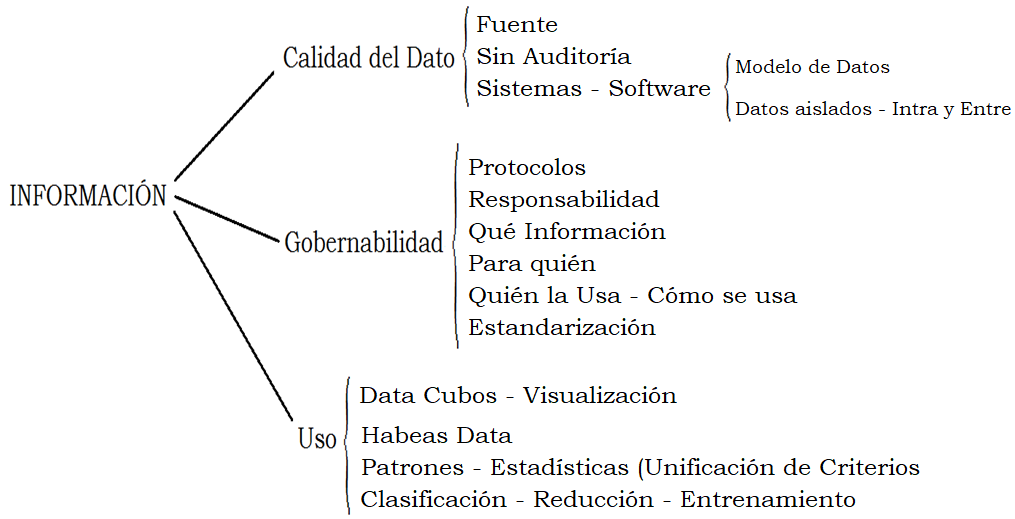 INFORMACIÓN
Calidad del Dato
Fuente
Sin Auditoría
Sistemas - Software
Modelo de Datos
Datos aislados - Intra y Entre
Gobernabilidad
Protocolos
Responsabilidad
Qué Información
Para quién
Quién la Usa - Cómo se usa
Estandarización
Uso
Data Cubos - Visualización
Habeas Data
Patrones - Estadísticas (Unificación de Criterios
Clasificación - Reducción - Entrenamiento